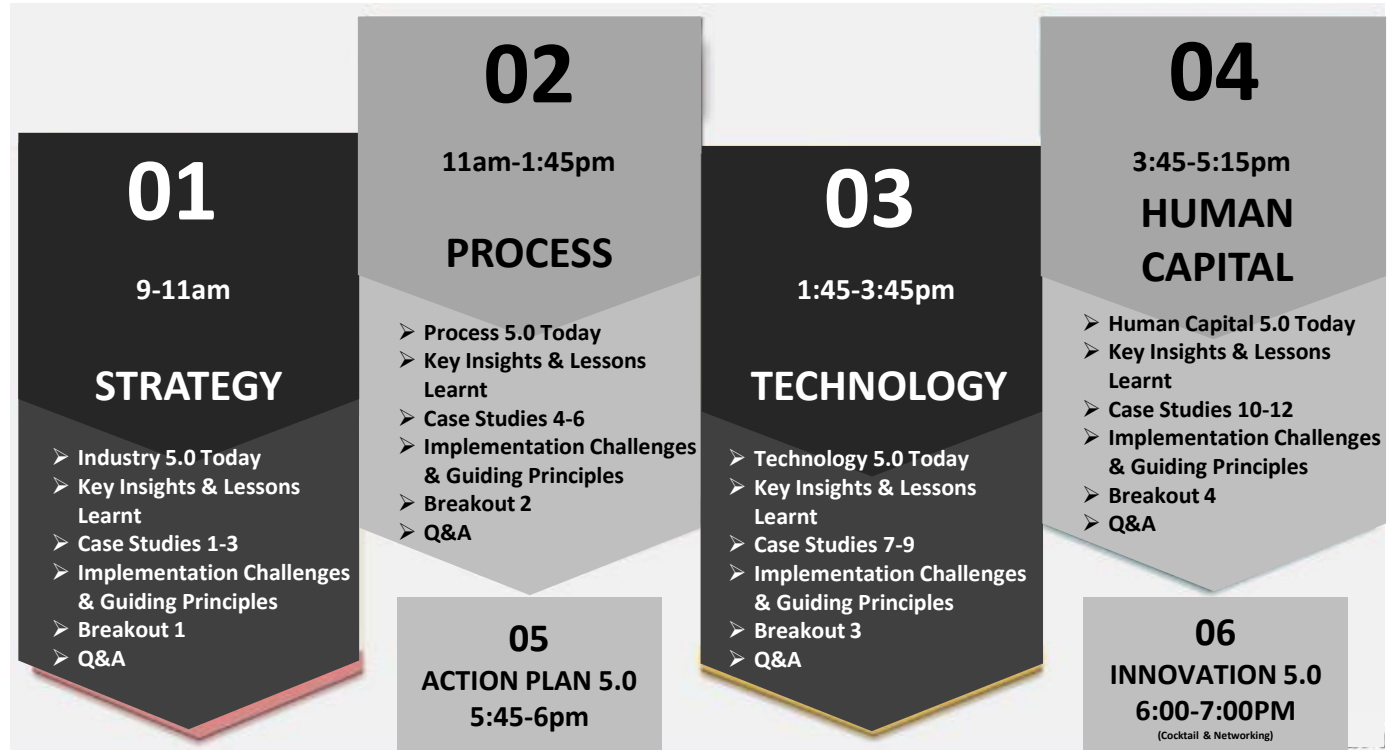 01
9-11am
STRATEGY
➢ Industry 5.0 Today
➢ Key Insights & Lessons
Learnt
➢ Case Studies 1-3
➢ Implementation Challenges
& Guiding Principles
➢ Breakout 1
➢ Q&A
02
11am-1:45pm
PROCESS
➢ Process 5.0 Today
➢ Key Insights & Lessons
Learnt
➢ Case Studies 4-6
➢ Implementation Challenges
& Guiding Principles
➢ Breakout 2
➢ Q&A
03
1:45-3:45pm
TECHNOLOGY
➢ Technology 5.0 Today
➢ Key Insights & Lessons
Learnt
➢ Case Studies 7-9
➢ Implementation Challenges
& Guiding Principles
➢ Breakout 3
➢ Q&A
04
3:45-5:15pm
HUMAN
CAPITAL
➢ Human Capital 5.0 Today
➢ Key Insights & Lessons
Learnt
➢ Case Studies 10-12
➢ Implementation Challenges
& Guiding Principles
➢ Breakout 4
➢ Q&A
05
ACTION PLAN 5.0
5:45-6pm
06
INNOVATION 5.0
6:00-7:00PM
(Cocktail & Networking)